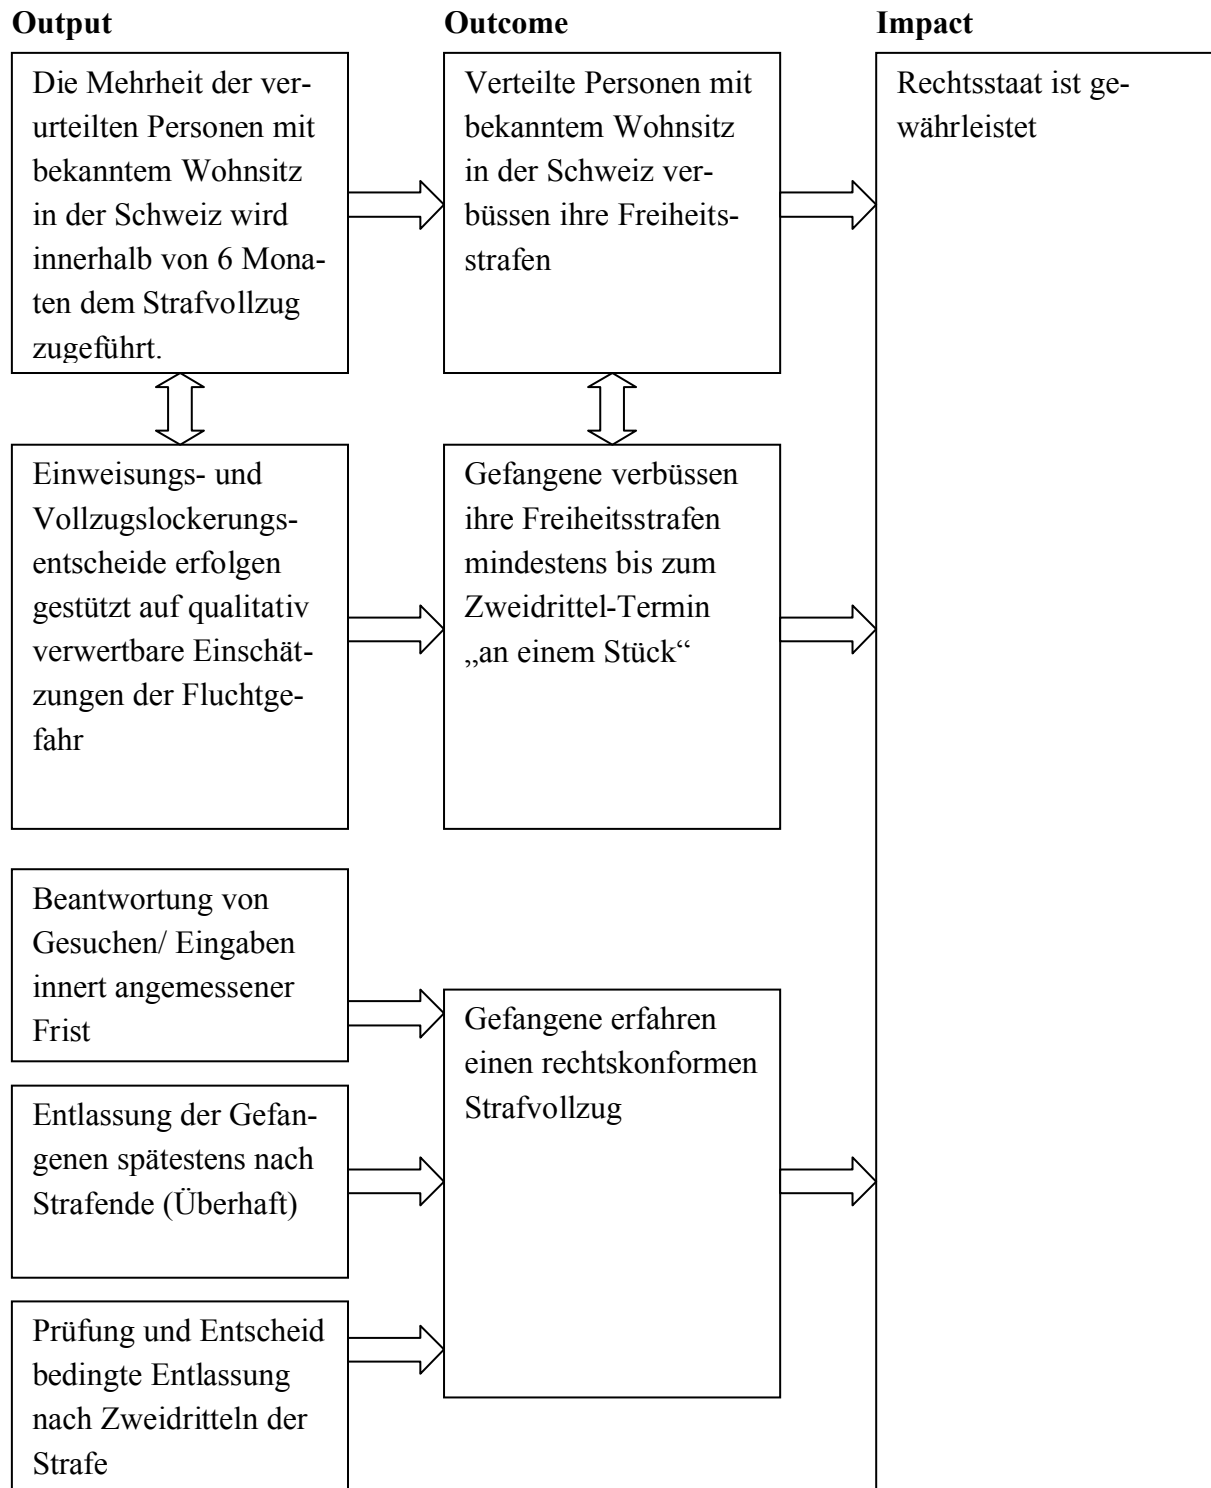 Output
Outcome
Impact
Die Mehrheit der ver-
urteilten Personen mit
bekanntem Wohnsitz
in der Schweiz wird
innerhalb von 6 Mona-
ten dem Strafvollzug
zugeführt.
Verteilte Personen mit
bekanntem Wohnsitz
in der Schweiz ver-
büssen ihre Freiheits-
strafen
Rechtsstaat ist ge-
währleistet
Einweisungs- und
Vollzugslockerungs-
entscheide erfolgen
gestützt auf qualitativ
verwertbare Einschät-
zungen der Fluchtge-
fahr
Gefangene verbüssen
ihre Freiheitsstrafen
mindestens bis zum
Zweidrittel-Termin
„an einem Stück“
Beantwortung von
Gesuchen/ Eingaben
innert angemessener
Frist
Gefangene erfahren
einen rechtskonformen
Strafvollzug
Entlassung der Gefan-
genen spätestens nach
Strafende (Überhaft)
Prüfung und Entscheid
bedingte Entlassung
nach Zweidritteln der
Strafe